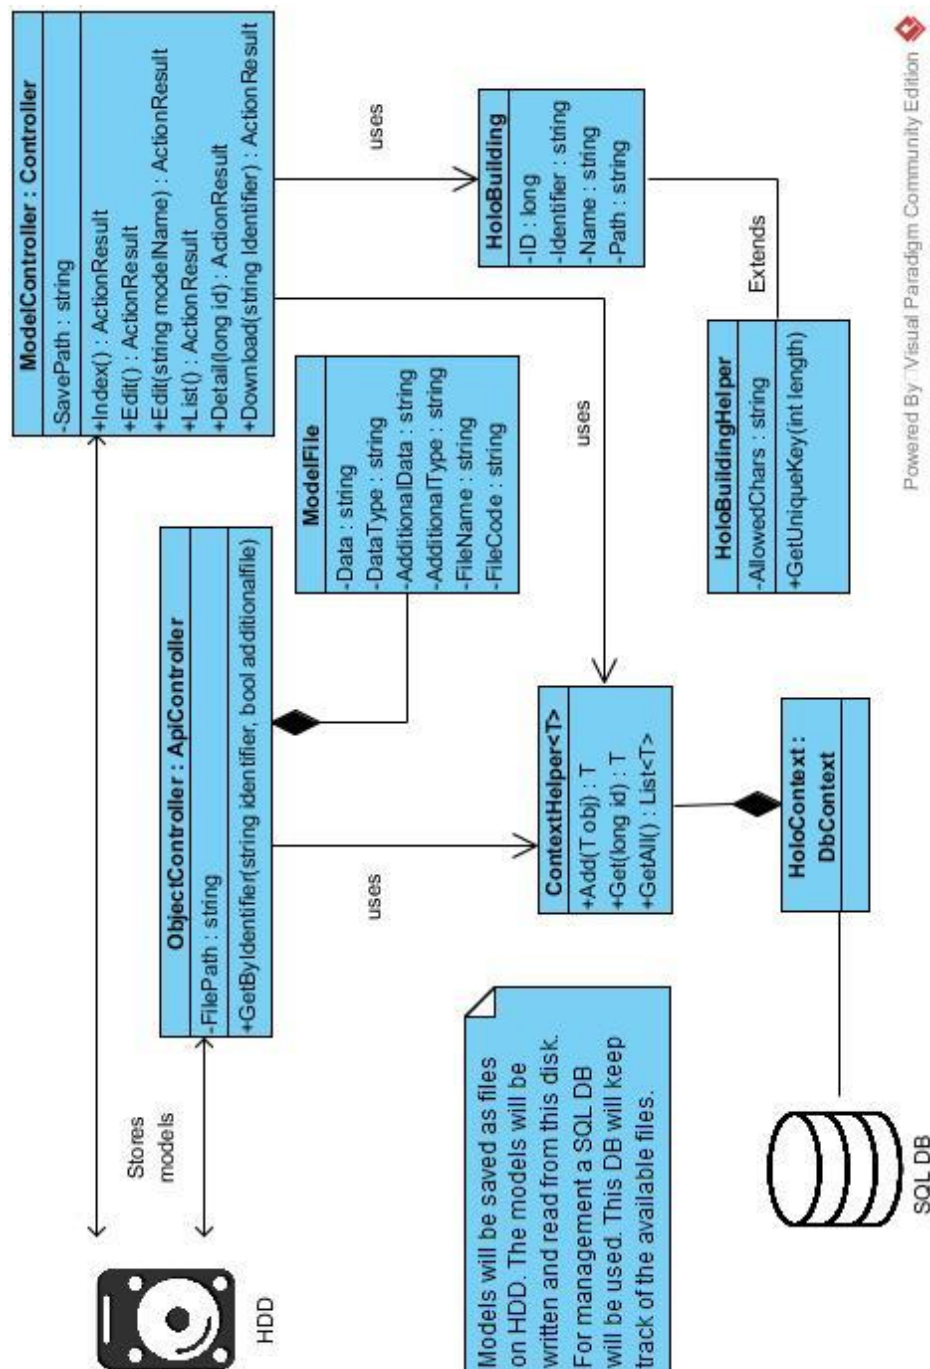 HDD
Stores
models
ModelController : Controller
-SavePath : string
+Index() : ActionResult
+Edit() : ActionResult
+Edit(string modelName) : ActionResult
+List() : ActionResult
+Detail(long id) : ActionResult
+Download(string Identifier) : ActionResult
ObjectController : ApiController
-FilePath : string
+GetByIdentifier(string identifier, bool additionalfile)
ModelFile
-Data : string
-DataType : string
-AdditionalData : string
-AdditionalType : string
-FileName : string
-FileCode : string
uses
uses
uses
HoloBuilding
-ID : long
-Identifier : string
-Name : string
-Path : string
Models will be saved as files
on HDD. The models will be
written and read from this disk.
For management a SQL DB
will be used. This DB will keep
track of the available files.
ContextHelper<T>
+Add(T obj) : T
+Get(long id) : T
+GetAll() : List<T>
Extends
HoloBuildingHelper
-AllowedChars : string
+GetUniqueKey(int length)
HoloContext :
DbContext
SQL DB
Powered By Visual Paradigm Community Edition